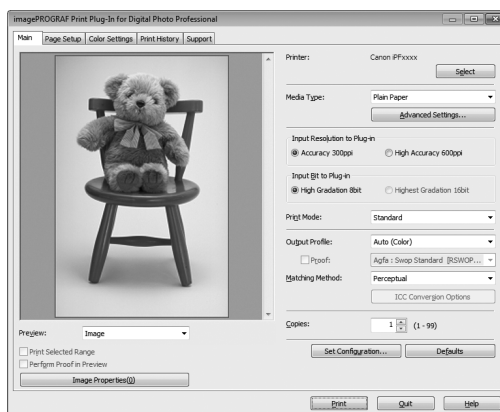 imagePROGRAF Print Plug-In for Digital Photo Professional
Main Page Setup Color Settings Print History Support
Printer: Canon iPFxxxx
Select
Media Type: Plain Paper
Advanced Settings...
Input Resolution to Plug-in
Accuracy 300ppi High Accuracy 600ppi
Input Bit to Plug-in
High Gradation 8bit Highest Gradation 16bit
Print Mode: Standard
Output Profile: Auto (Color)
Proof: Agfa : Swop Standard [RSWOP...
Matching Method: Perceptual
ICC Conversion Options
Copies: 1 (1 - 99)
Preview: Image
Print Selected Range
Perform Proof in Preview
Image Properties(O)
Set Configuration... Defaults
Print Quit Help